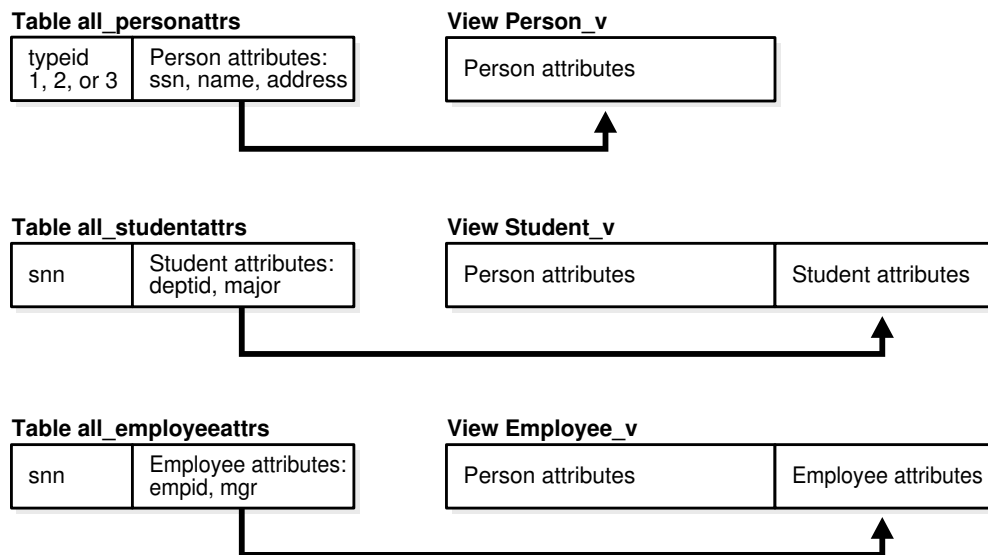 Table all_personattrs
View Person_v
typeid
1, 2, or 3
Person attributes:
ssn, name, address
Person attributes
Table all_studentattrs
View Student_v
snn
Student attributes:
deptid, major
Person attributes
Student attributes
Table all_employeeattrs
View Employee_v
snn
Employee attributes:
empid, mgr
Person attributes
Employee attributes